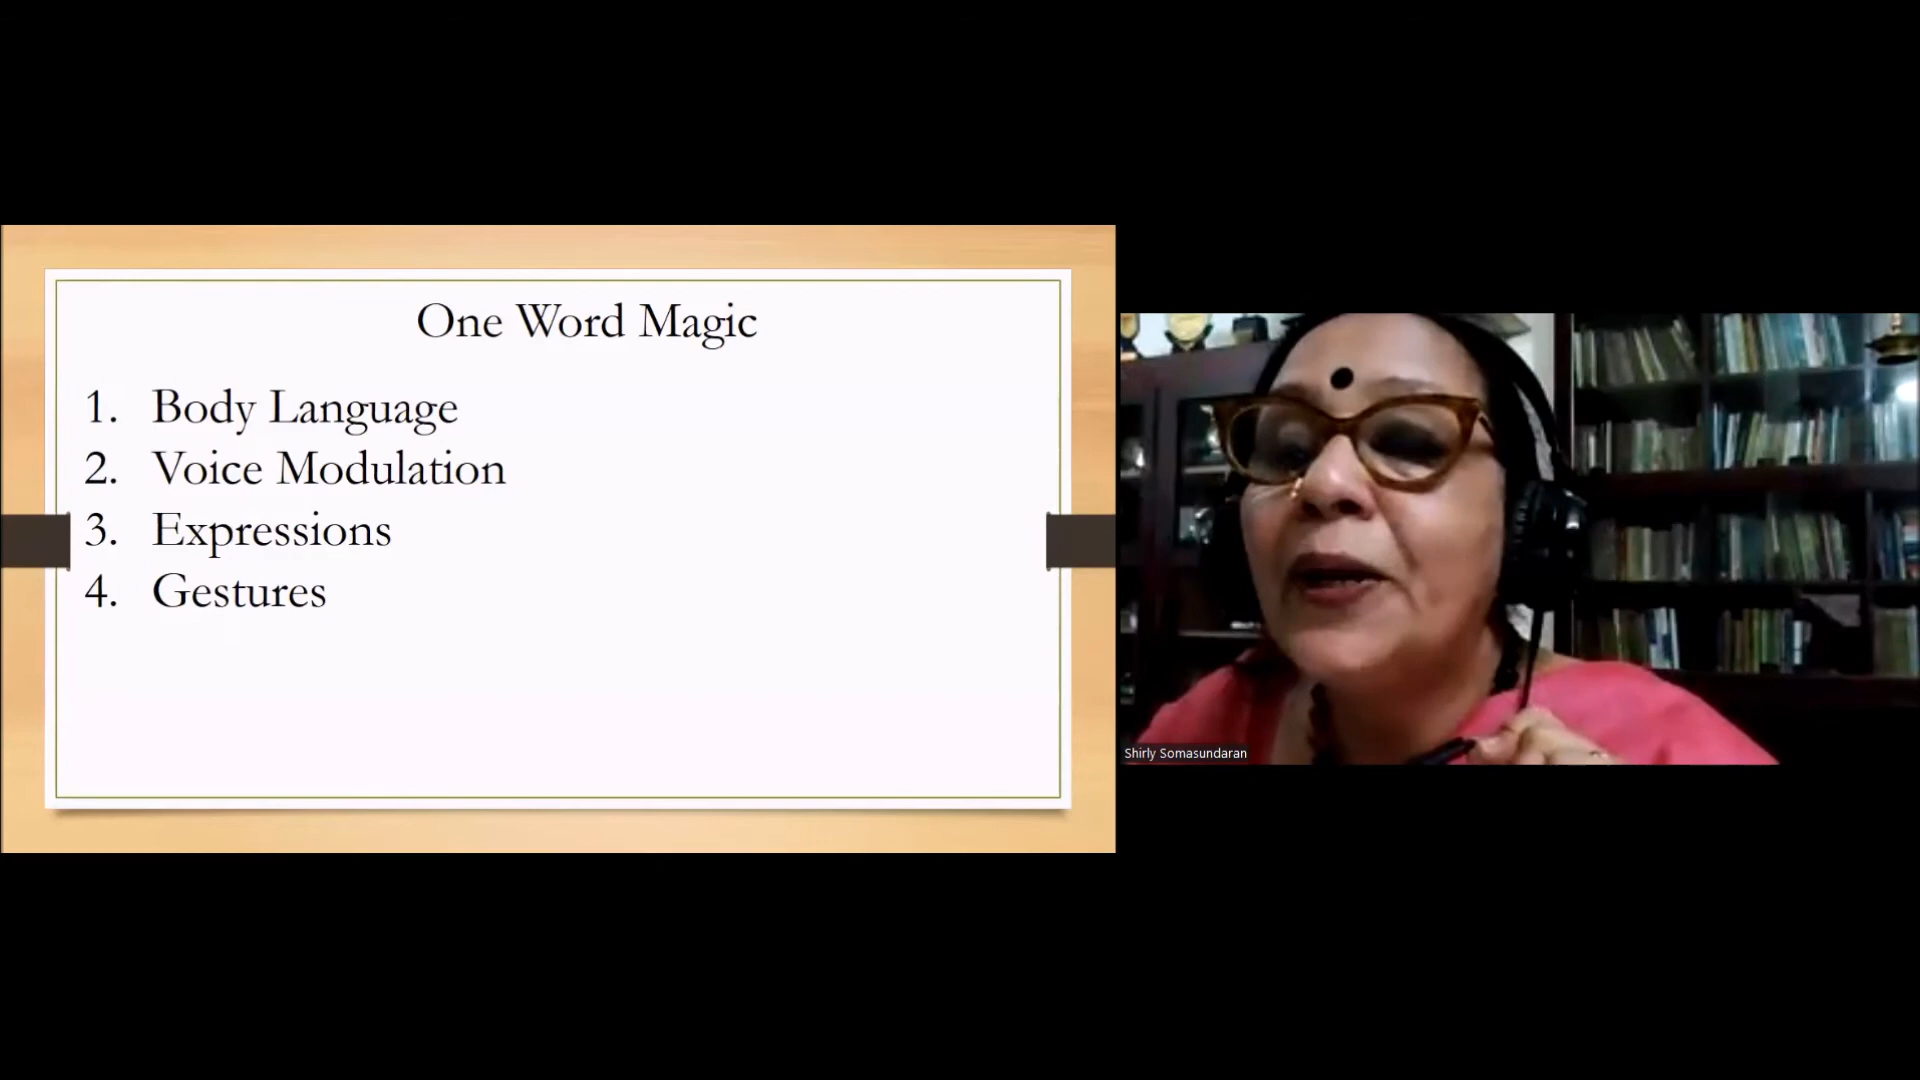 One Word Magic
1. Body Language
2. Voice Modulation
3. Expressions
4. Gestures
Shirly Somasundaran